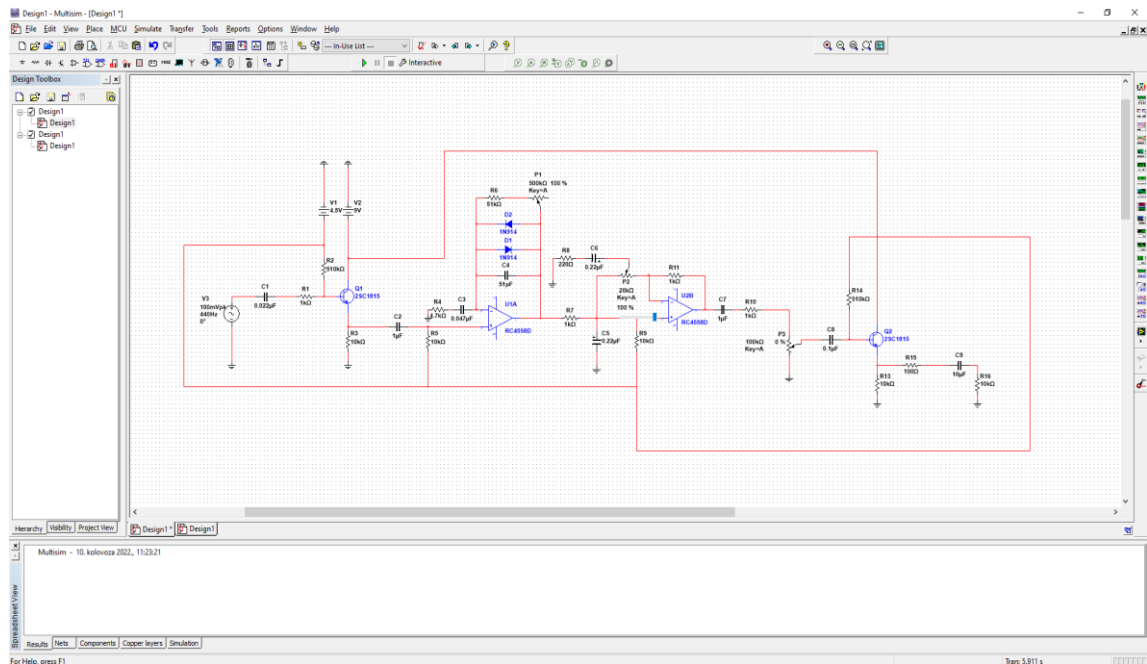 Design1 - Multisim - [Design1 *]
File Edit View Place MCU Simulate Transfer Tools Reports Options Window Help
--- In-Use List ---
Interactive
Design Toolbox
Design1
Design1
Design1
Design1
V1
4.5V
V2
9V
R2
510kΩ
Q1
2SC1815
V3
100mVpk
440Hz
0°
C1
0.022µF
R1
1kΩ
R3
10kΩ
C2
1µF
R4
4.7kΩ
C3
0.047µF
R5
10kΩ
R6
51kΩ
P1
500kΩ 100 %
Key=A
D2
1N914
D1
1N914
C4
51pF
U1A
RC4558D
R7
1kΩ
R8
220Ω
C6
0.22µF
P2
20kΩ
Key=A
100 %
C5
0.22µF
R9
10kΩ
R11
1kΩ
U2B
RC4558D
C7
1µF
R10
1kΩ
P3
0 %
100kΩ
Key=A
C8
0.1µF
R14
510kΩ
Q2
2SC1815
R13
10kΩ
R15
100Ω
C9
10µF
R16
10kΩ
Hierarchy Visibility Project View
Design1 * Design1
Multisim - 10. kolovoza 2022., 11:23:21
Spreadsheet View
Results Nets Components Copper layers Simulation
For Help, press F1
Tran: 5.911 s